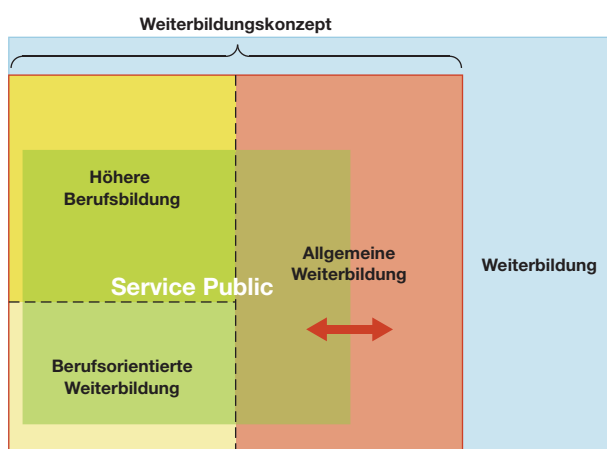 Weiterbildungskonzept
Höhere
Berufsbildung
Allgemeine
Weiterbildung
Weiterbildung
Service Public
Berufsorientierte
Weiterbildung